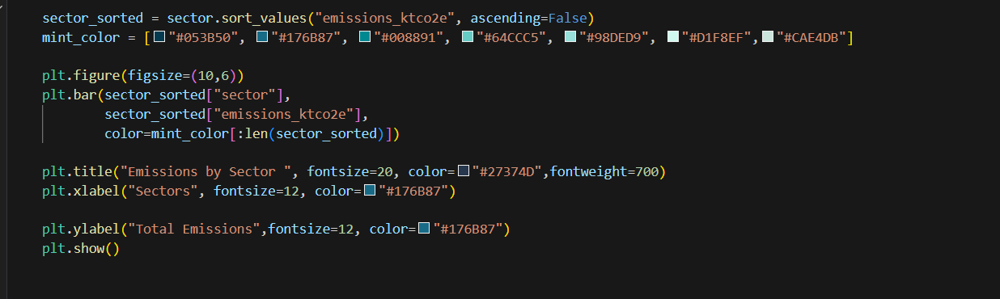 sector_sorted = sector.sort_values("emissions_ktco2e", ascending=False)
mint_color = ["#053B50", "#176B87", "#008891", "#64CCC5", "#98DED9", "#D1F8EF","#CAE4DB"]
plt.figure(figsize=(10,6))
plt.bar(sector_sorted["sector"],
sector_sorted["emissions_ktco2e"],
color=mint_color[:len(sector_sorted)])
plt.title("Emissions by Sector ", fontsize=20, color="#27374D",fontweight=700)
plt.xlabel("Sectors", fontsize=12, color="#176B87")
plt.ylabel("Total Emissions",fontsize=12, color="#176B87")
plt.show()